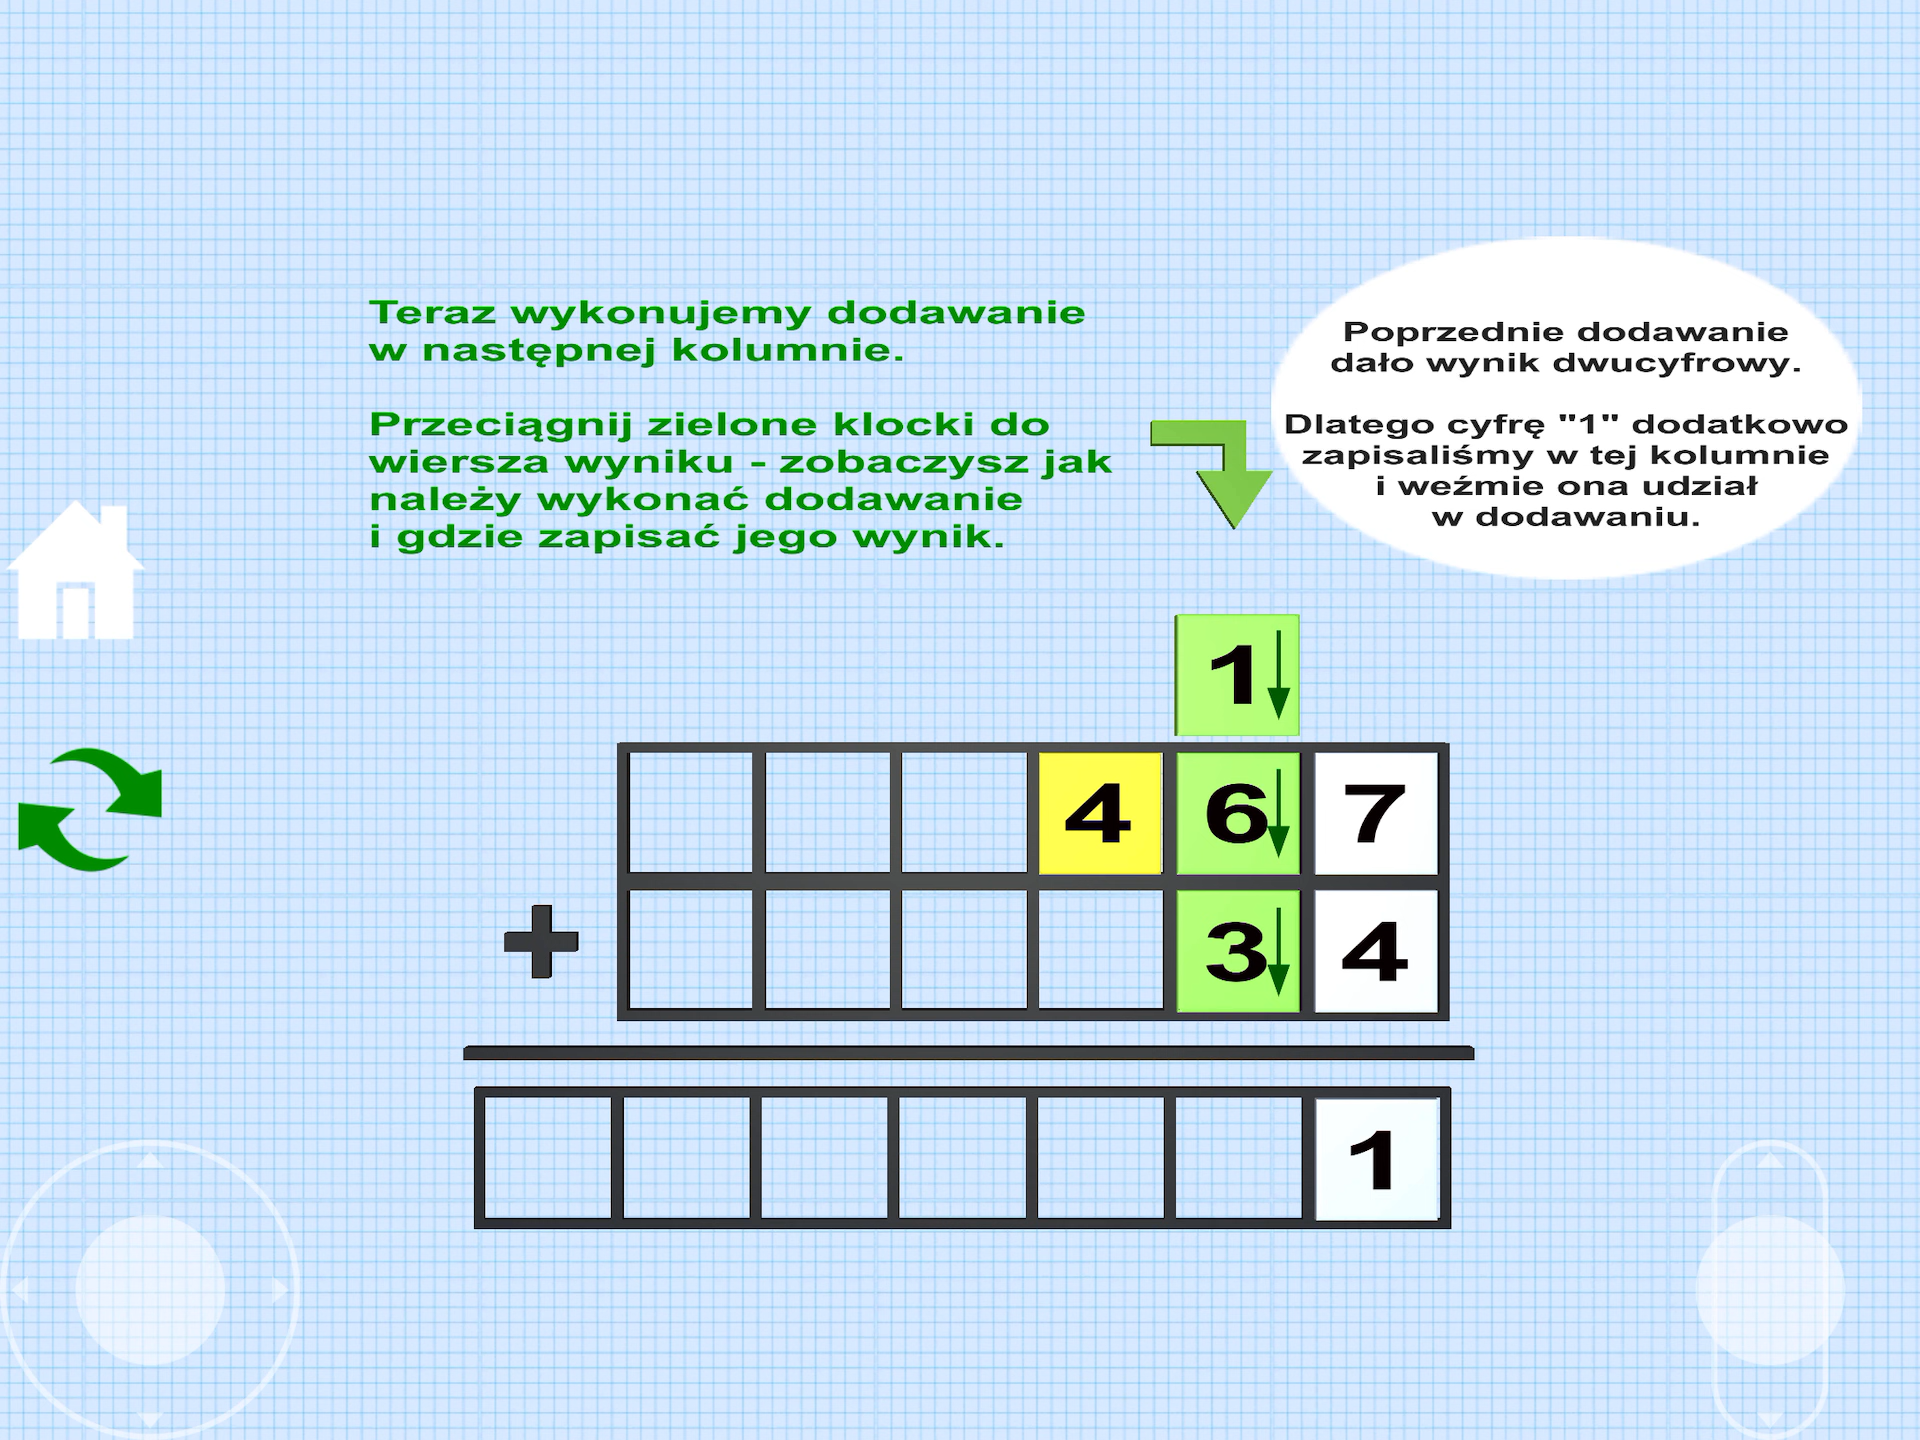 Teraz wykonujemy dodawanie
w następnej kolumnie.
Przeciągnij zielone klocki do
wiersza wyniku - zobaczysz jak
należy wykonać dodawanie
i gdzie zapisać jego wynik.
Poprzednie dodawanie
dało wynik dwucyfrowy.
Dlatego cyfrę "1" dodatkowo
zapisaliśmy w tej kolumnie
i weźmie ona udział
w dodawaniu.
1
4 6 7
+ 3 4
1